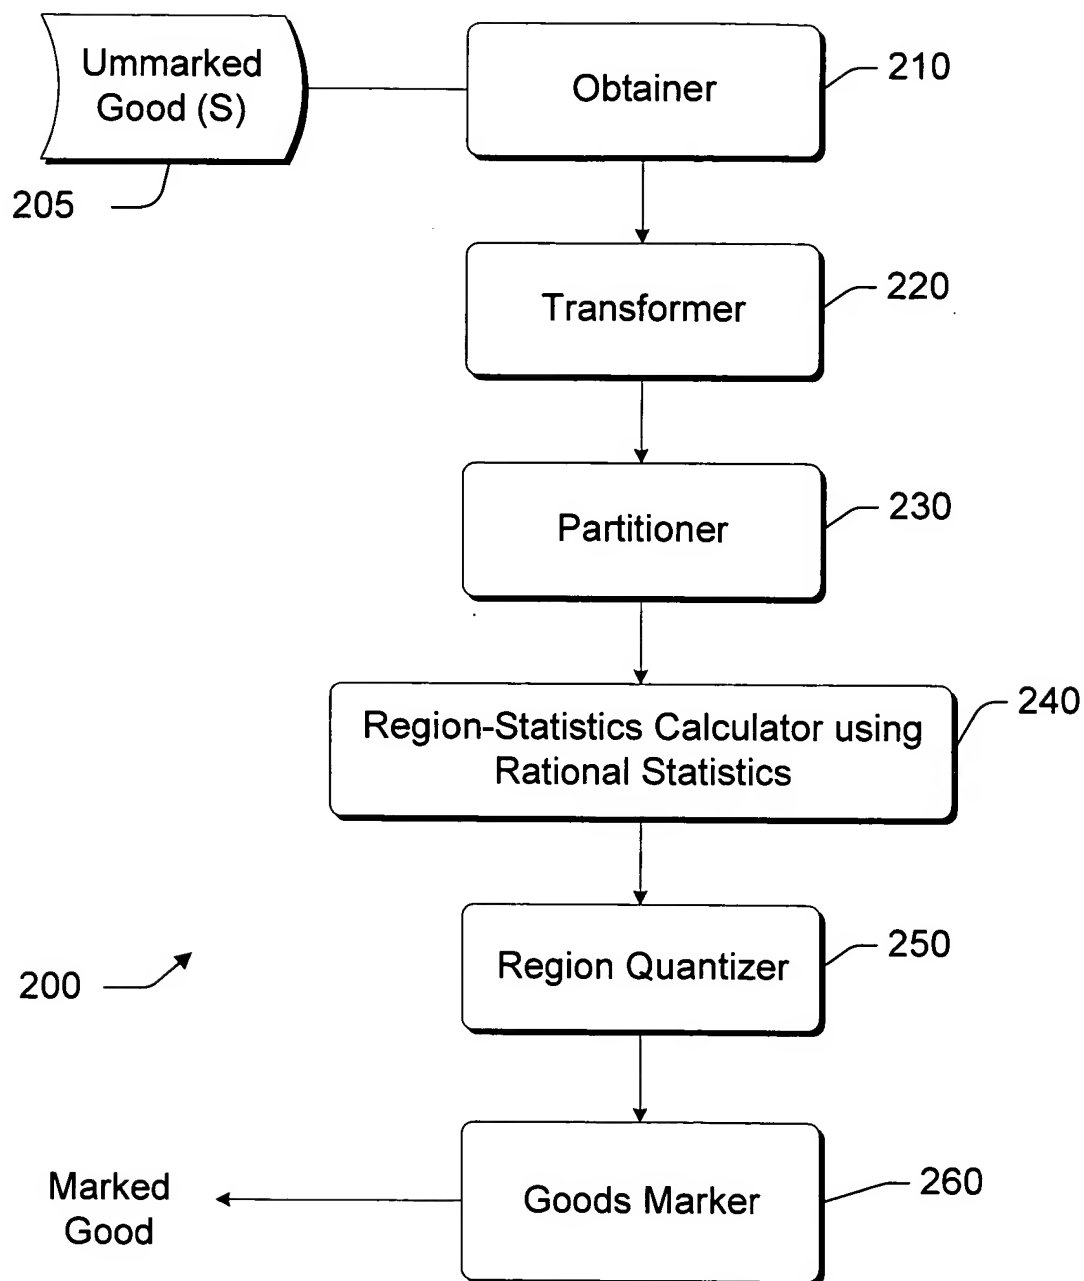 Ummarked
Good (S)
205
Obtainer
210
Transformer
220
Partitioner
230
Region-Statistics Calculator using
Rational Statistics
240
Region Quantizer
250
200
Goods Marker
260
Marked
Good